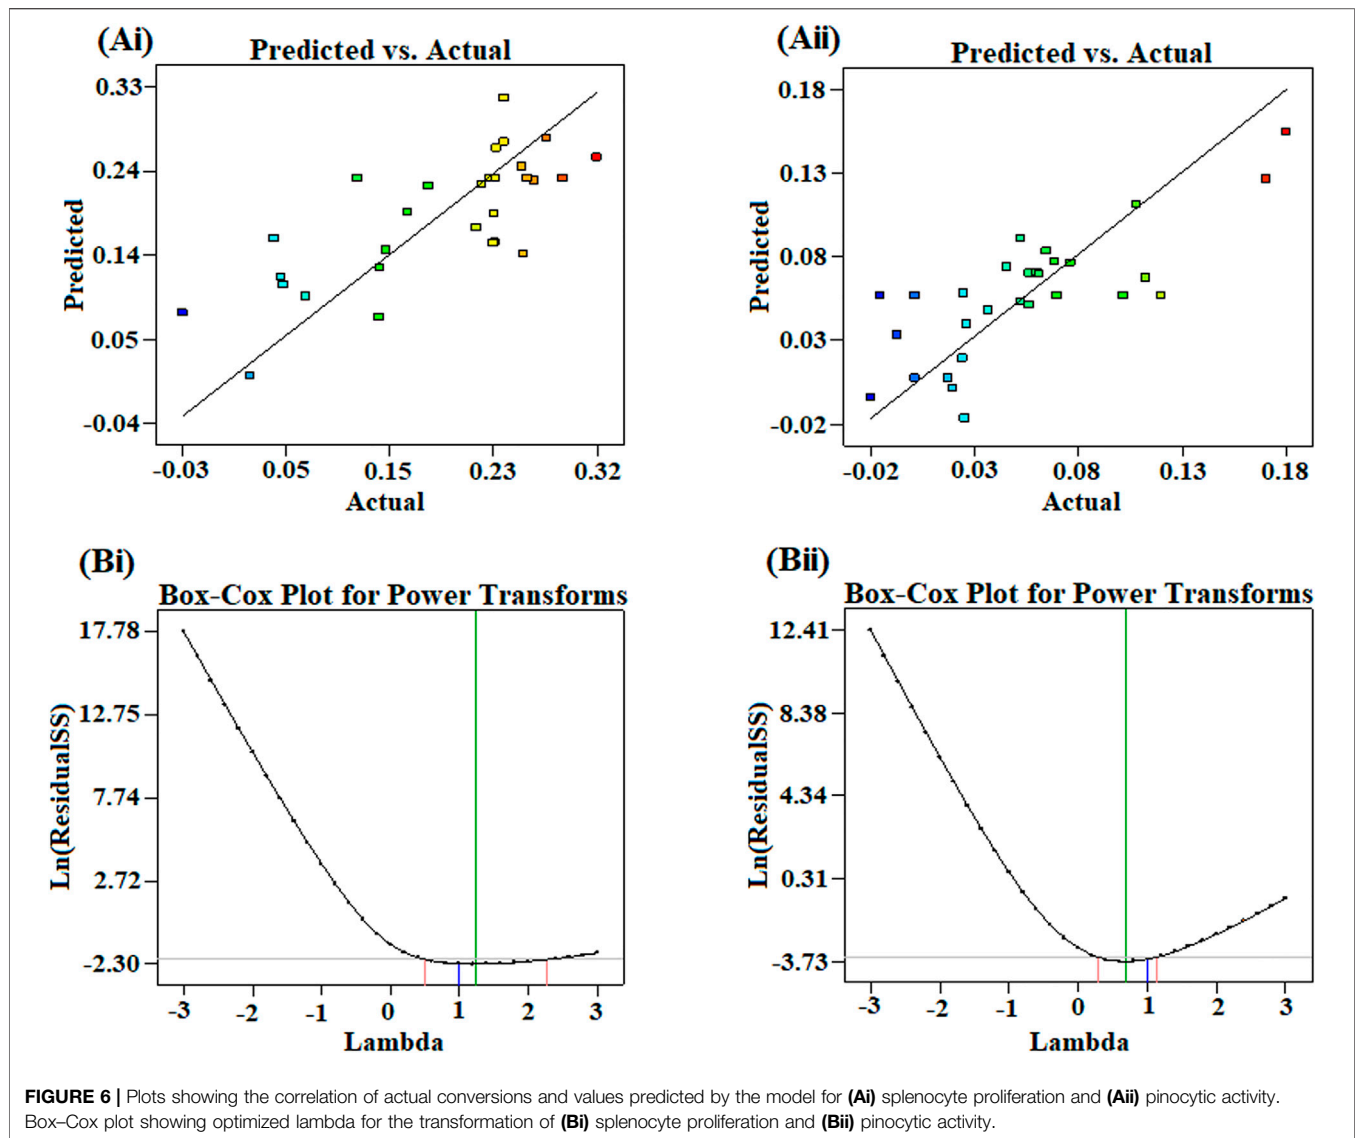 (Ai)
Predicted vs. Actual
0.33
0.24
0.14
0.05
-0.04
Predicted
-0.03 0.05 0.15 0.23 0.32
Actual
(Aii)
Predicted vs. Actual
0.18
0.13
0.08
0.03
-0.02
Predicted
-0.02 0.03 0.08 0.13 0.18
Actual
(Bi)
Box-Cox Plot for Power Transforms
17.78
12.75
7.74
2.72
-2.30
Ln(ResidualSS)
-3 -2 -1 0 1 2 3
Lambda
(Bii)
Box-Cox Plot for Power Transforms
12.41
8.38
4.34
0.31
-3.73
Ln(ResidualSS)
-3 -2 -1 0 1 2 3
Lambda
FIGURE 6 | Plots showing the correlation of actual conversions and values predicted by the model for (Ai) splenocyte proliferation and (Aii) pinocytic activity.
Box–Cox plot showing optimized lambda for the transformation of (Bi) splenocyte proliferation and (Bii) pinocytic activity.